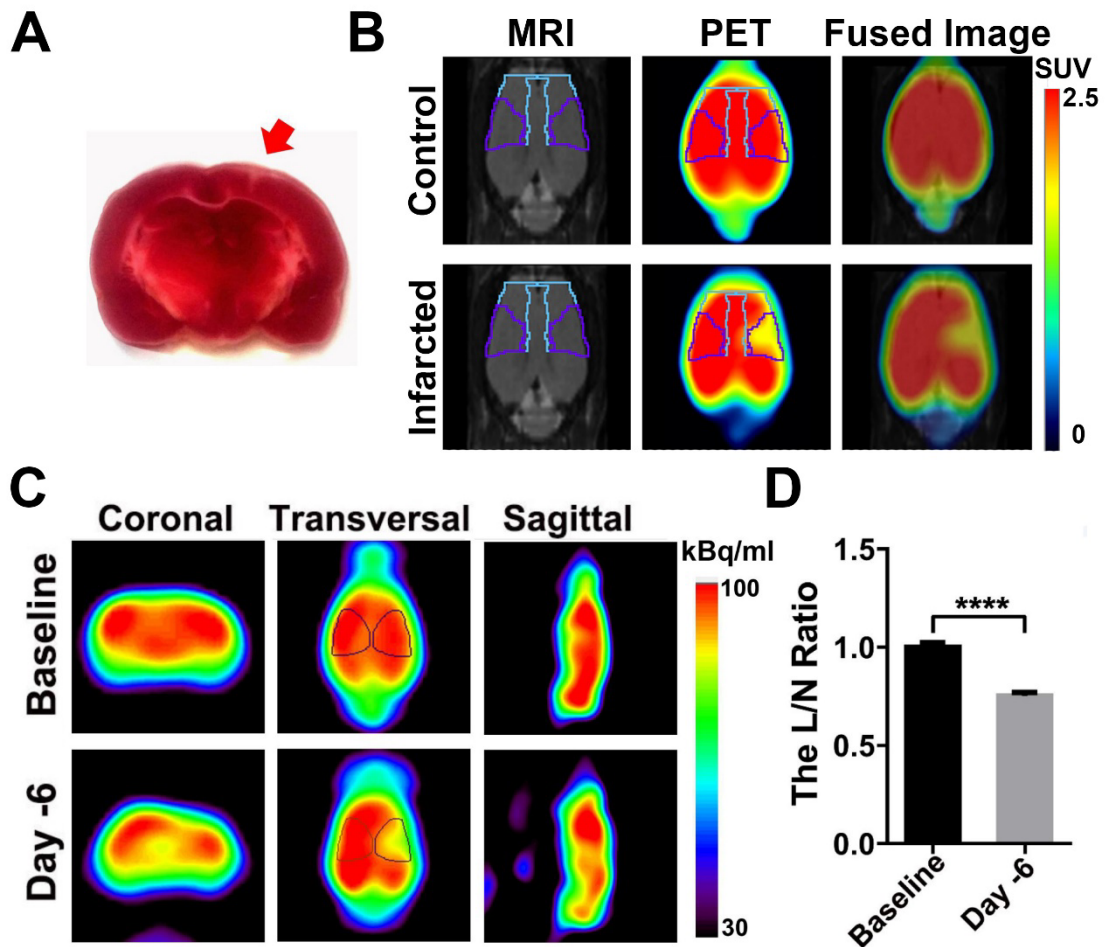 A
B
MRI PET Fused Image
SUV
2.5
0
Control
Infarcted
C
Coronal Transversal Sagittal
kBq/ml
100
30
Baseline
Day -6
D
The L/N Ratio
1.5
1.0
0.5
0.0
****
Baseline
Day -6